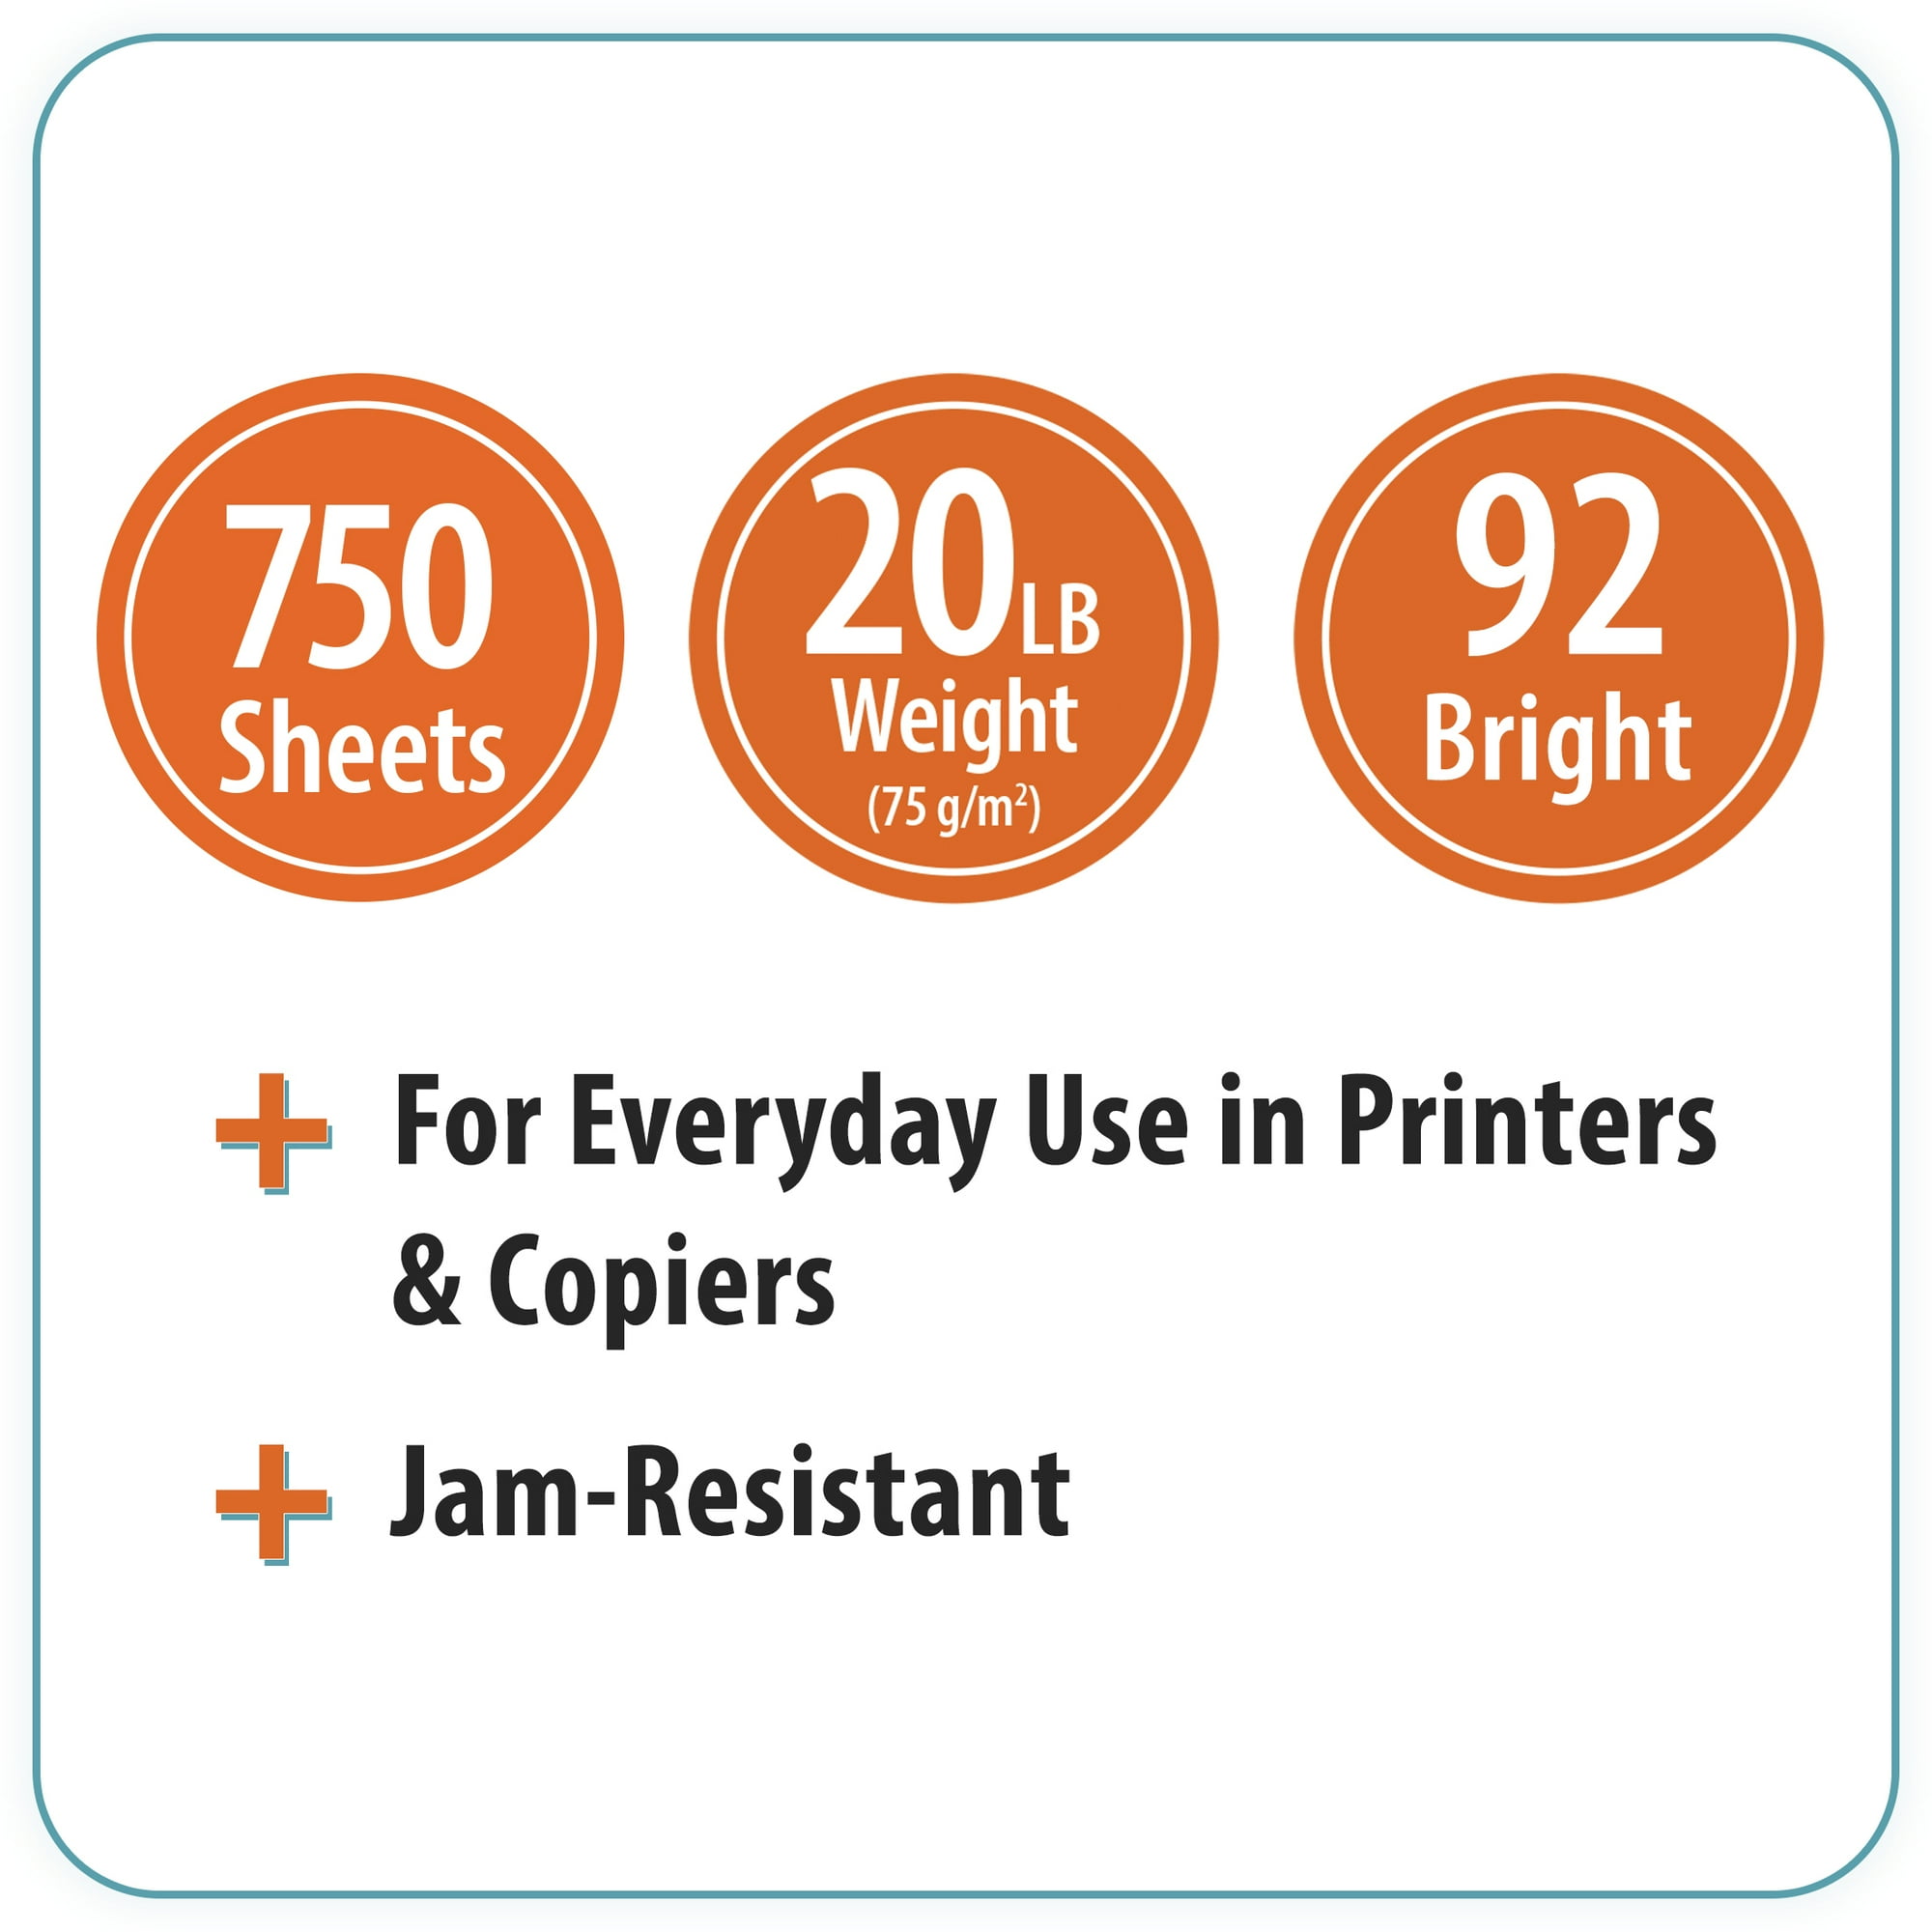 750
Sheets
20LB
Weight
(75 g/m²)
92
Bright
For Everyday Use in Printers
& Copiers
Jam-Resistant